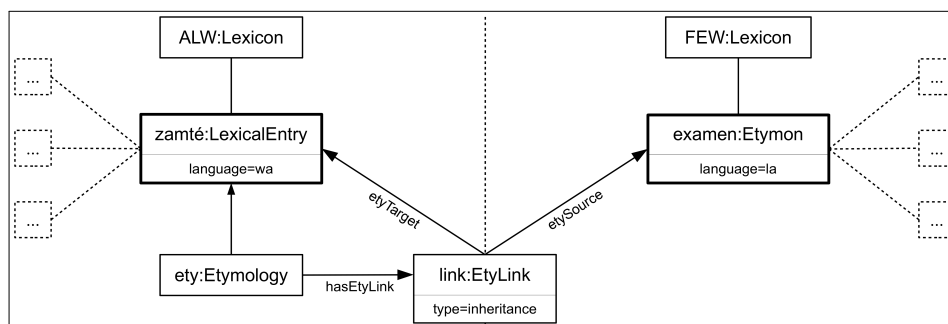 ALW:Lexicon
FEW:Lexicon
...
...
zamté:LexicalEntry
language=wa
examen:Etymon
language=la
...
...
...
...
etyTarget
etySource
ety:Etymology
hasEtyLink
link:EtyLink
type=inheritance